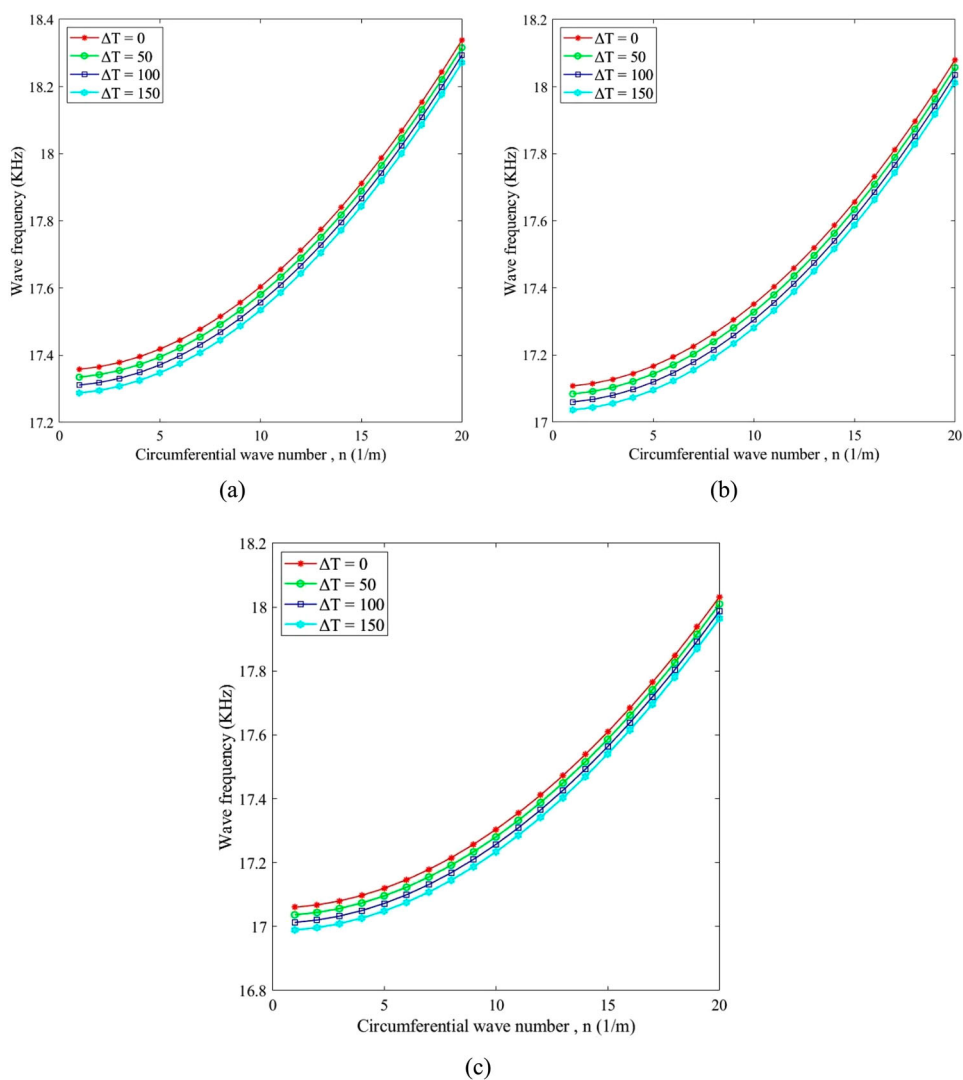 18.4
18.2
18
17.8
17.6
17.4
17.2
Wave frequency (KHz)
ΔT = 0
ΔT = 50
ΔT = 100
ΔT = 150
0 5 10 15 20
Circumferential wave number , n (1/m)
(a)
18.2
18
17.8
17.6
17.4
17.2
17
Wave frequency (KHz)
ΔT = 0
ΔT = 50
ΔT = 100
ΔT = 150
0 5 10 15 20
Circumferential wave number , n (1/m)
(b)
18.2
18
17.8
17.6
17.4
17.2
17
16.8
Wave frequency (KHz)
ΔT = 0
ΔT = 50
ΔT = 100
ΔT = 150
0 5 10 15 20
Circumferential wave number , n (1/m)
(c)